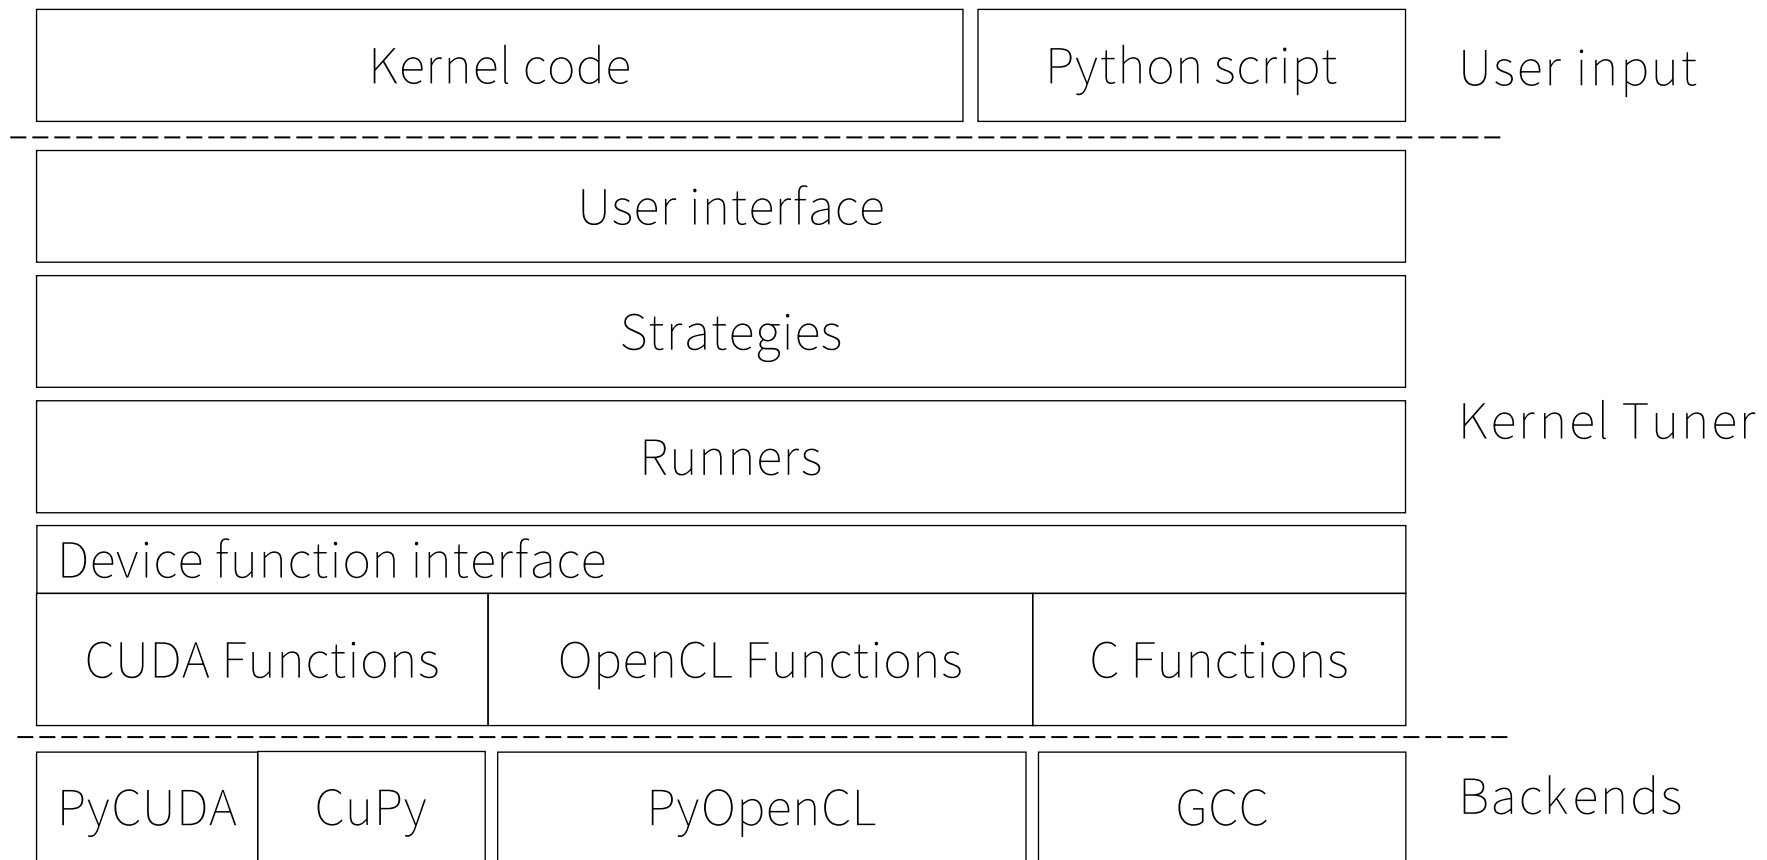 Kernel code
Python script
User input
User interface
Strategies
Kernel Tuner
Runners
Device function interface
CUDA Functions
OpenCL Functions
C Functions
PyCUDA
CuPy
PyOpenCL
GCC
Backends